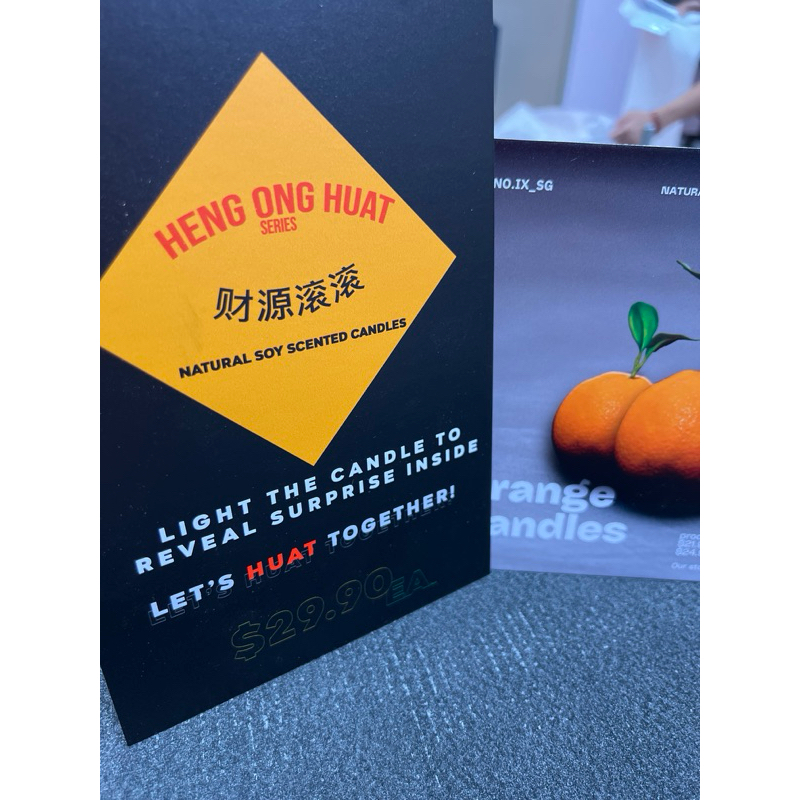 HENG ONG HUAT
SERIES
财源滚滚
NATURAL SOY SCENTED CANDLES
LIGHT THE CANDLE TO
REVEAL SURPRISE INSIDE
LET'S HUAT TOGETHER!
$29.90EA
NO.IX_SG
NATURA
range
andles